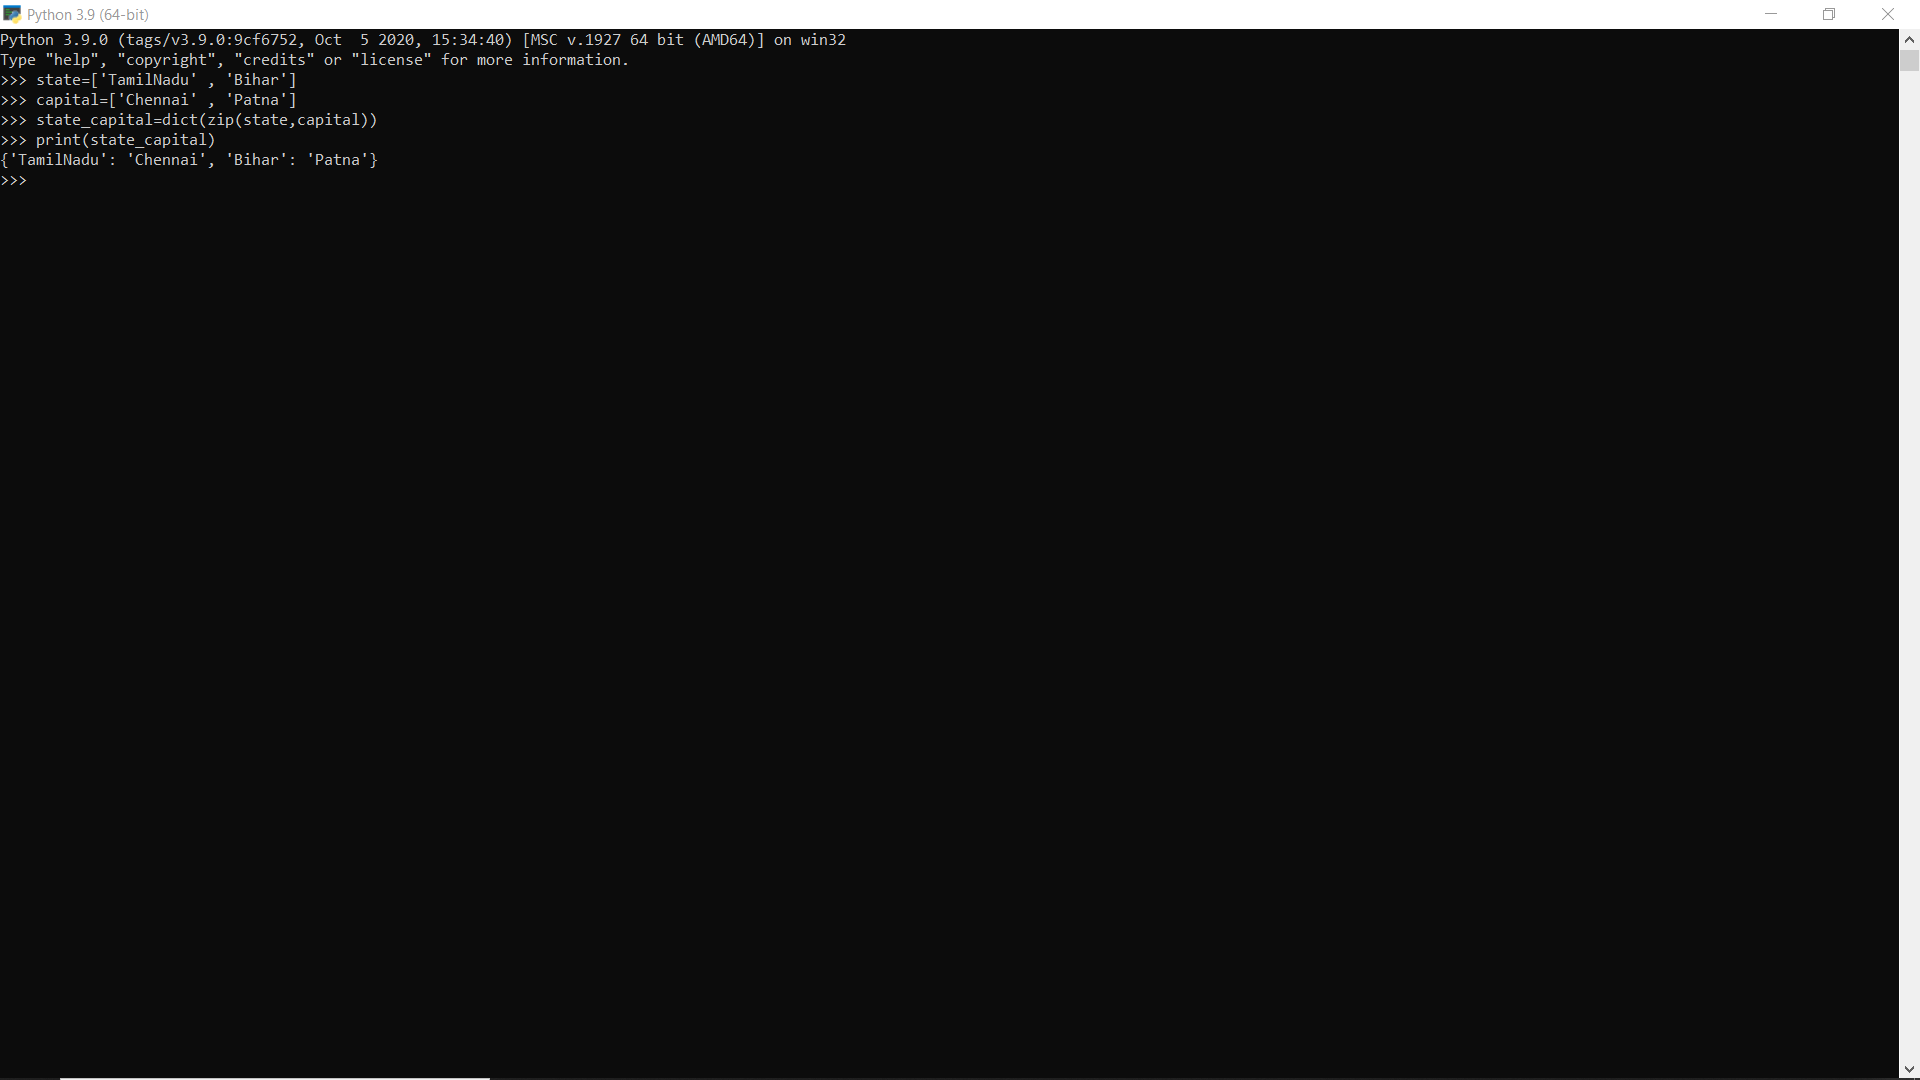 Python 3.9 (64-bit)
Python 3.9.0 (tags/v3.9.0:9cf6752, Oct  5 2020, 15:34:40) [MSC v.1927 64 bit (AMD64)] on win32
Type "help", "copyright", "credits" or "license" for more information.
>>> state=['TamilNadu' , 'Bihar']
>>> capital=['Chennai' , 'Patna']
>>> state_capital=dict(zip(state,capital))
>>> print(state_capital)
{'TamilNadu': 'Chennai', 'Bihar': 'Patna'}
>>>